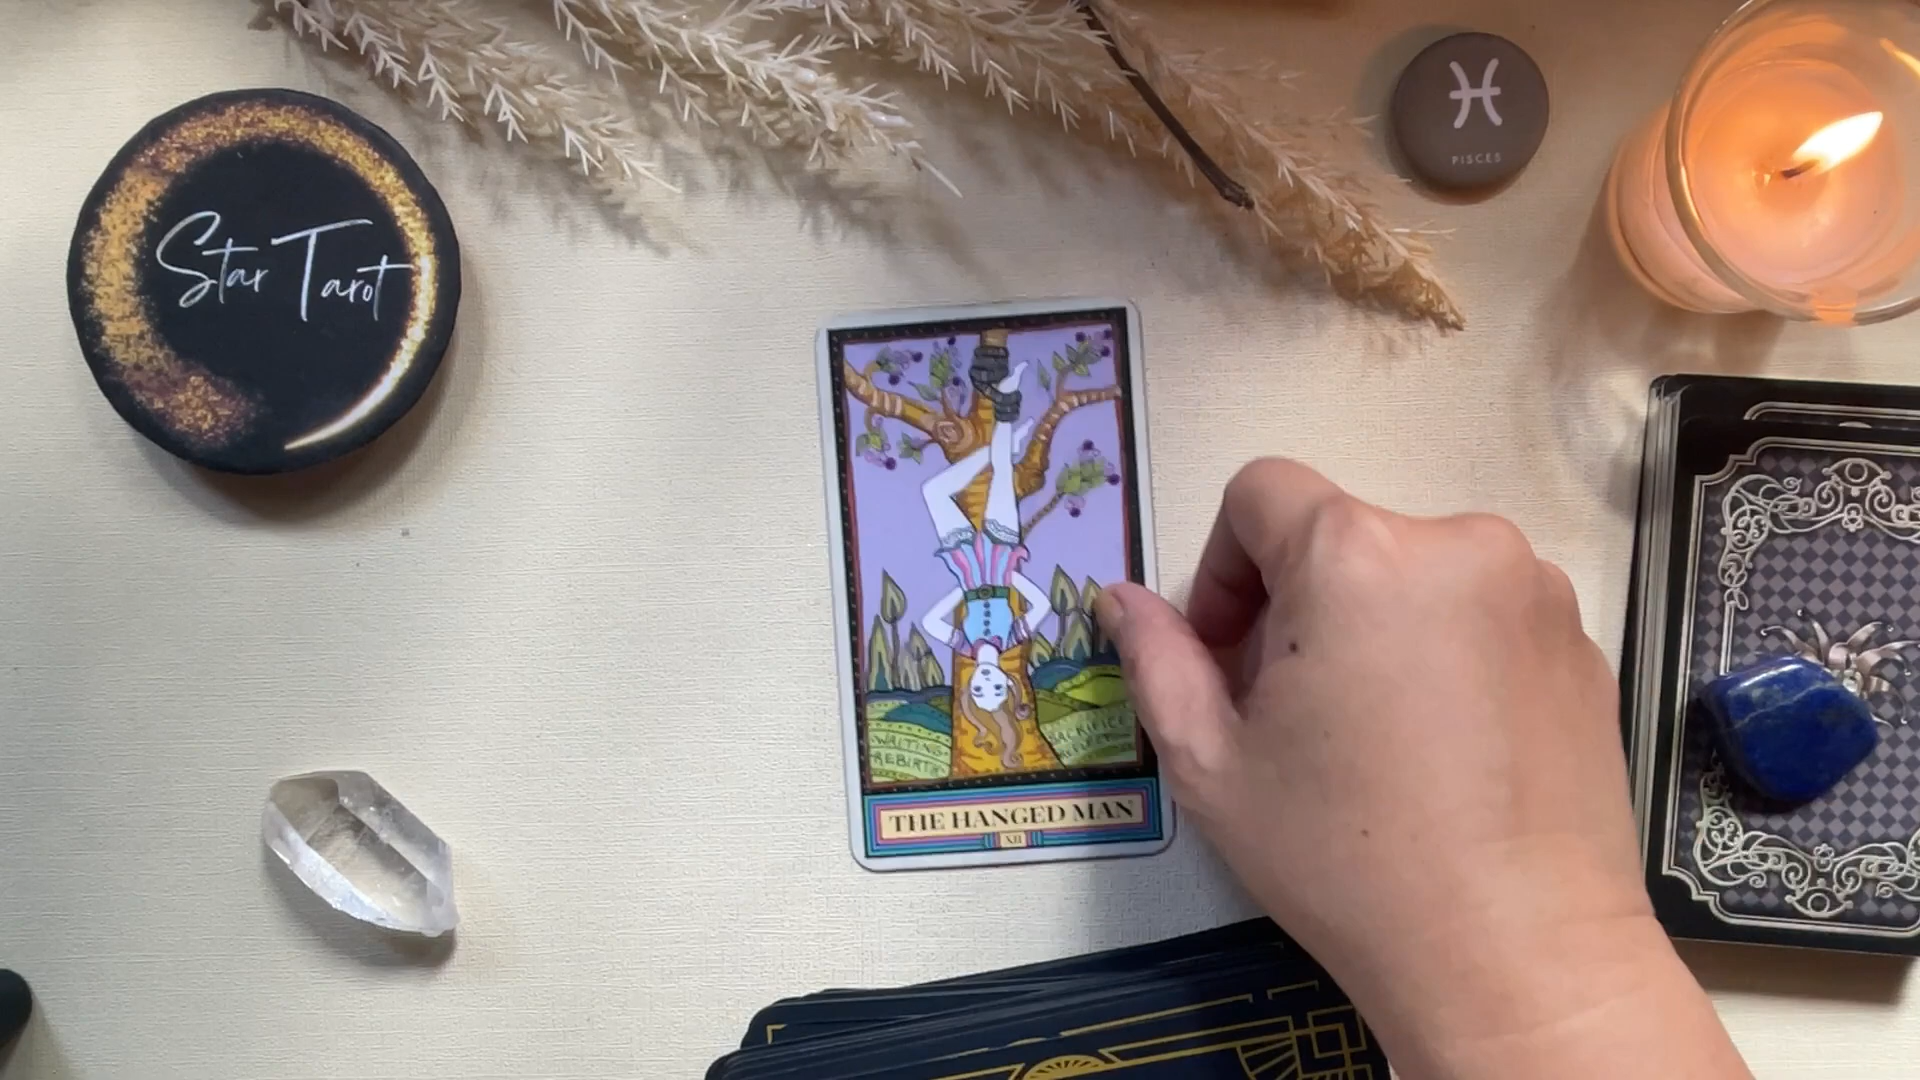 Star Tarot
PISCES
WAITING
REBIRTH
SACRIFICE
THE HANGED MAN
XII